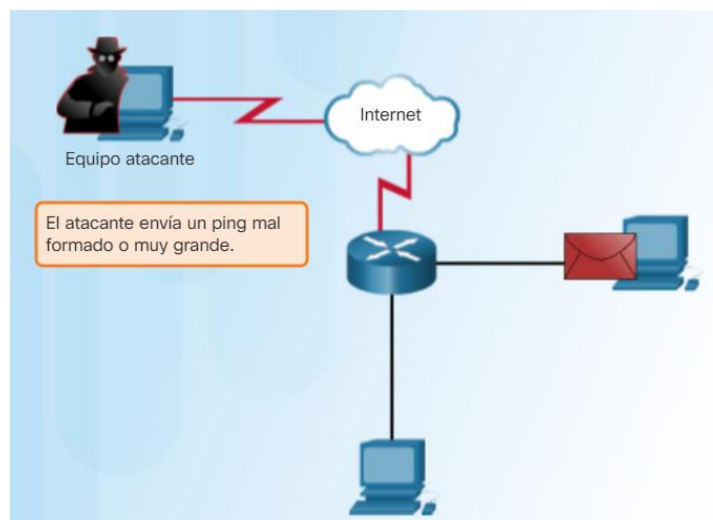 Internet
Equipo atacante
El atacante envía un ping mal
formado o muy grande.